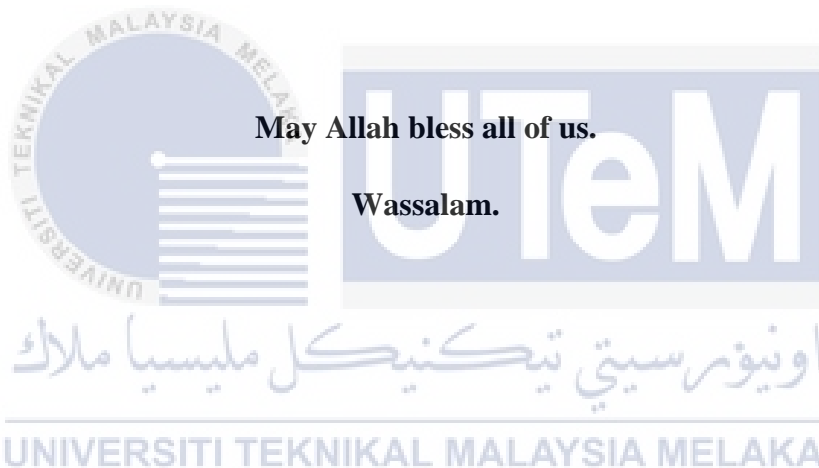 UNIVERSITI TEKNIKAL MALAYSIA MELAKA
UTeM
May Allah bless all of us.
Wassalam.
اونيۏرسيتي تيكنيكل مليسيا ملاك
UNIVERSITI TEKNIKAL MALAYSIA MELAKA